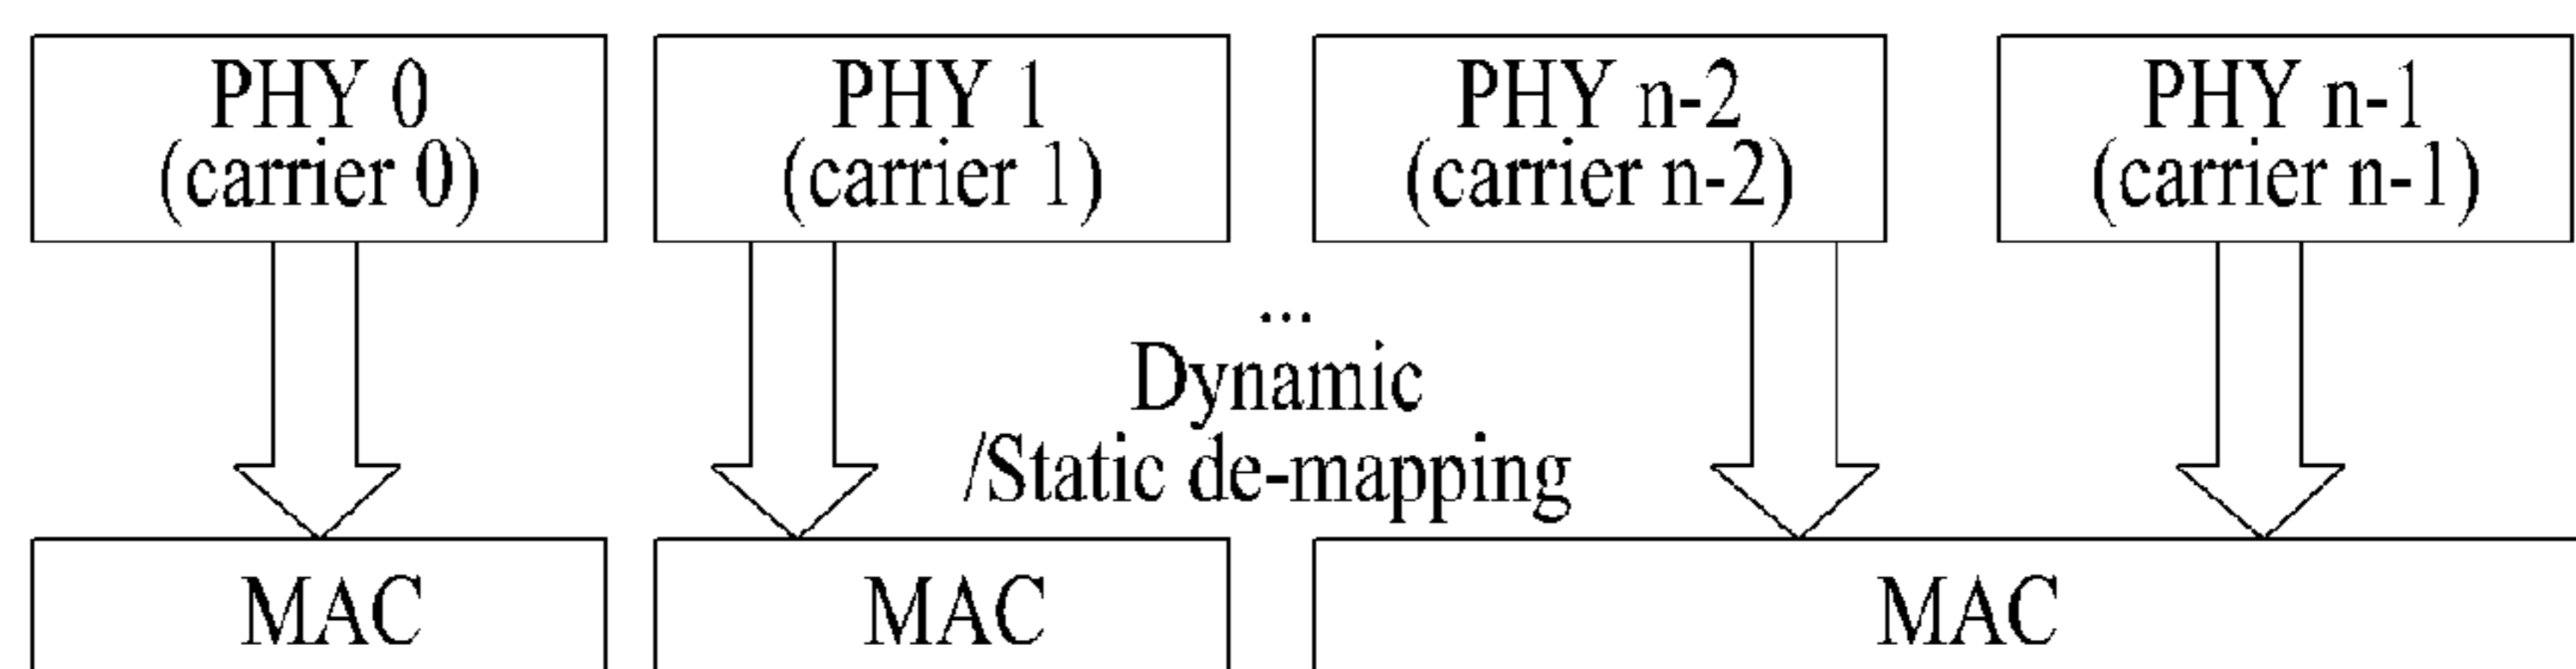 PHY 0
(carrier 0)
PHY 1
(carrier 1)
PHY n-2
(carrier n-2)
PHY n-1
(carrier n-1)
...
Dynamic
/Static de-mapping
MAC
MAC
MAC